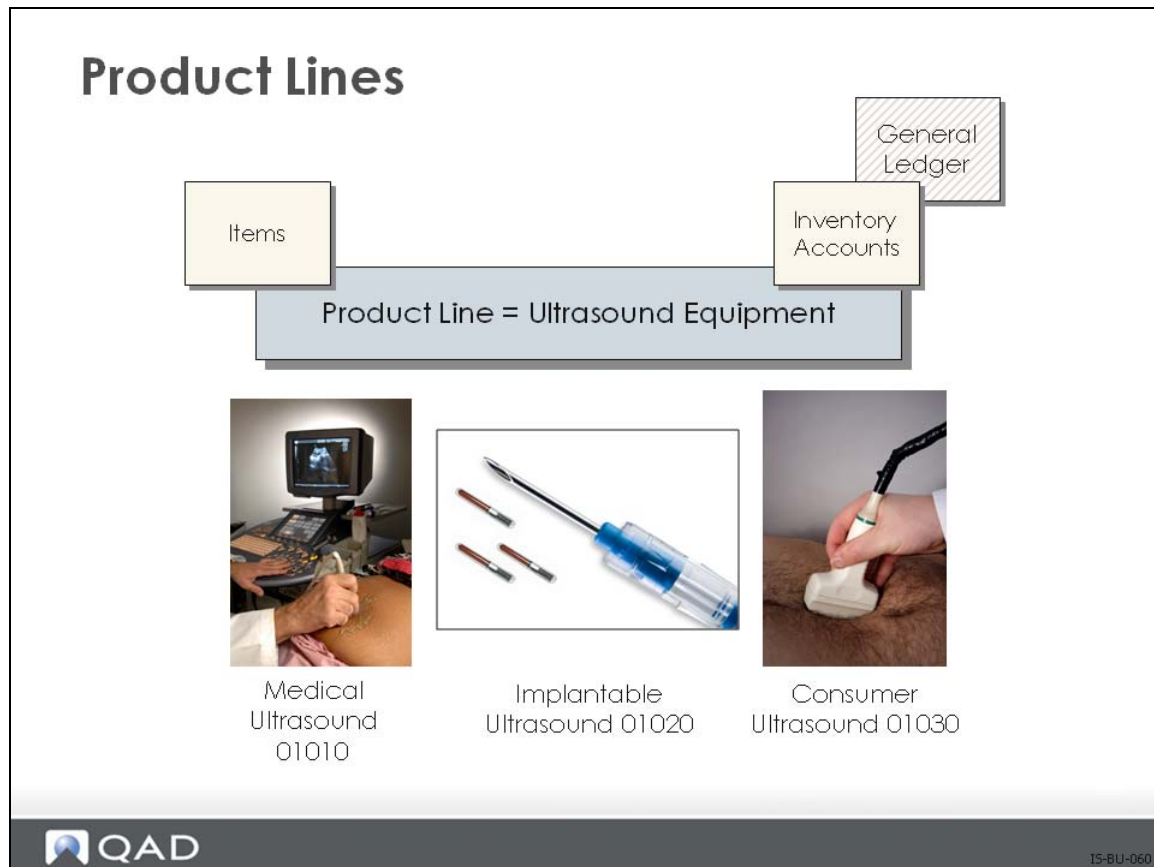 Product Lines
General
Ledger
Items
Inventory
Accounts
Product Line = Ultrasound Equipment
Medical
Ultrasound
01010
Implantable
Ultrasound 01020
Consumer
Ultrasound 01030
QAD
IS-BU-060